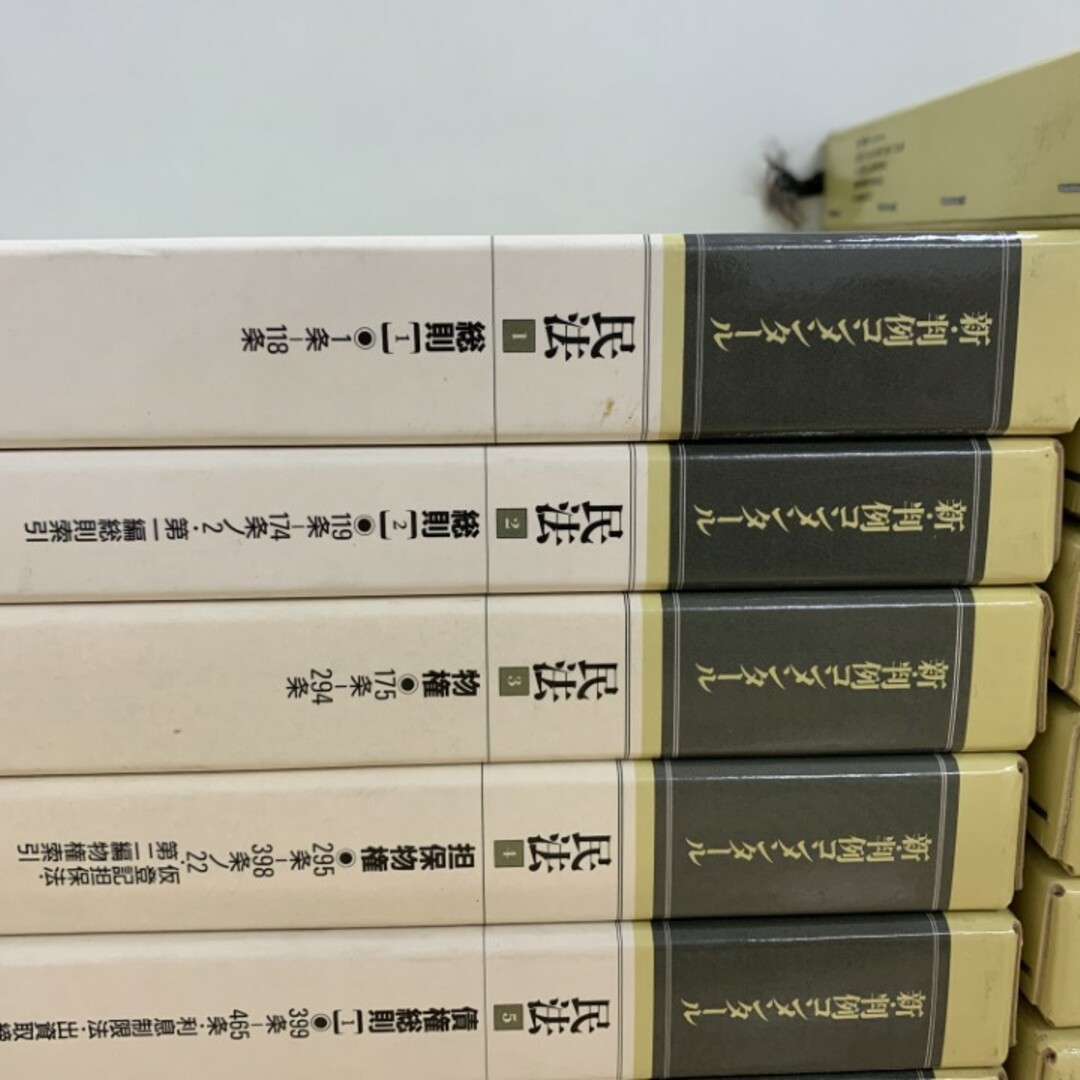 新・判例コンメンタール
民法
1
総則[1]●1条―118条
新・判例コンメンタール
民法
2
総則[2]●119条―174条ノ2・第一編総則索引
新・判例コンメンタール
民法
3
物権●175条―294条
新・判例コンメンタール
民法
4
担保物権●295条―398条ノ22
仮登記担保法・第二編物権索引
新・判例コンメンタール
民法
5
債権総則[1]●399条―465条・利息制限法・出資取締